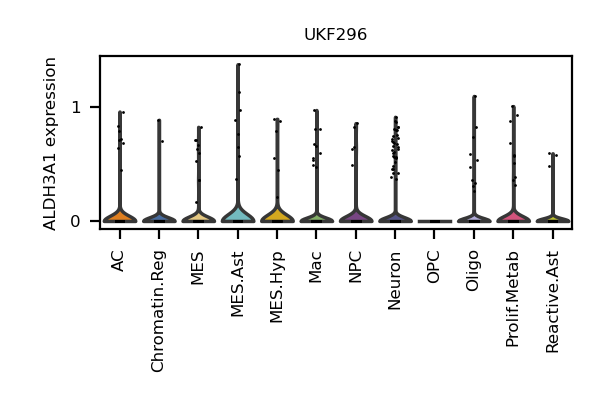 UKF296
ALDH3A1 expression
1
0
AC
Chromatin.Reg
MES
MES.Ast
MES.Hyp
Mac
NPC
Neuron
OPC
Oligo
Prolif.Metab
Reactive.Ast